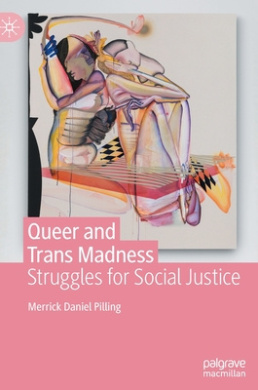 Queer and
Trans Madness
Struggles for Social Justice
Merrick Daniel Pilling
palgrave
macmillan